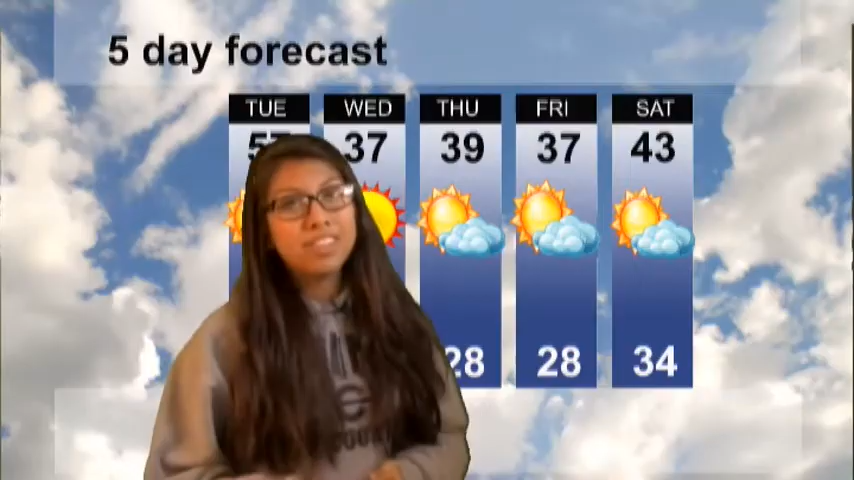 5 day forecast
TUE WED THU FRI SAT
37 39 37 43
28 28 34